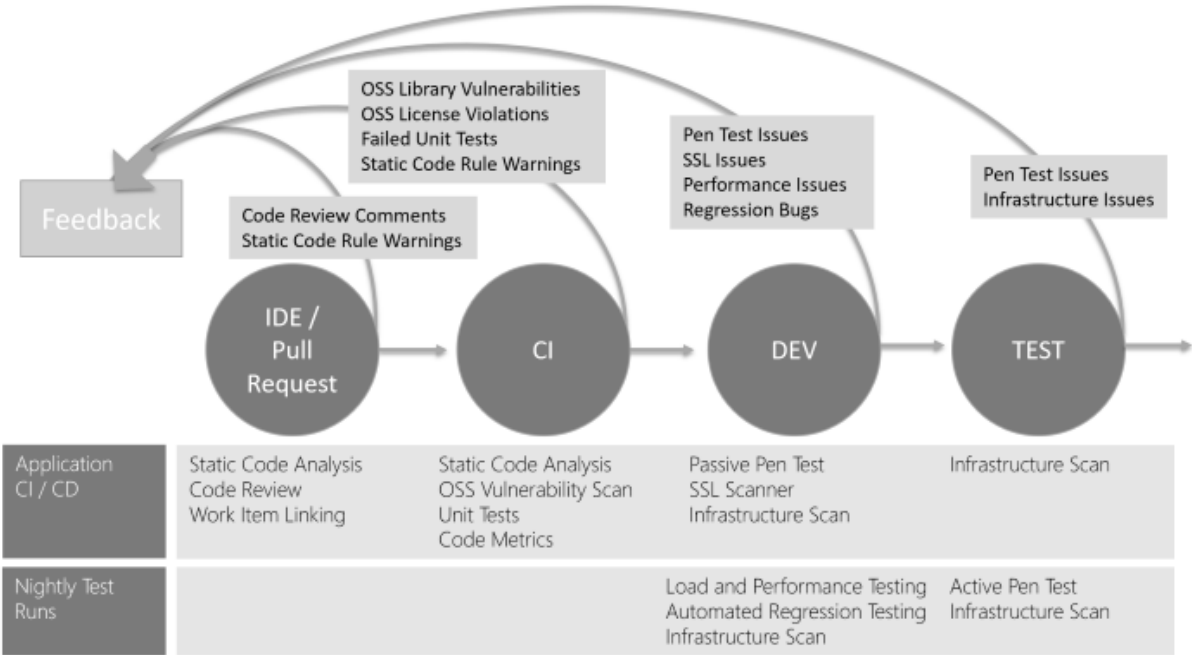 OSS Library Vulnerabilities
OSS License Violations
Failed Unit Tests
Static Code Rule Warnings
Pen Test Issues
SSL Issues
Performance Issues
Regression Bugs
Pen Test Issues
Infrastructure Issues
Feedback
Code Review Comments
Static Code Rule Warnings
IDE /
Pull
Request
CI
DEV
TEST
Application
CI / CD
Static Code Analysis
Code Review
Work Item Linking
Static Code Analysis
OSS Vulnerability Scan
Unit Tests
Code Metrics
Passive Pen Test
SSL Scanner
Infrastructure Scan
Infrastructure Scan
Nightly Test
Runs
Load and Performance Testing
Automated Regression Testing
Infrastructure Scan
Active Pen Test
Infrastructure Scan